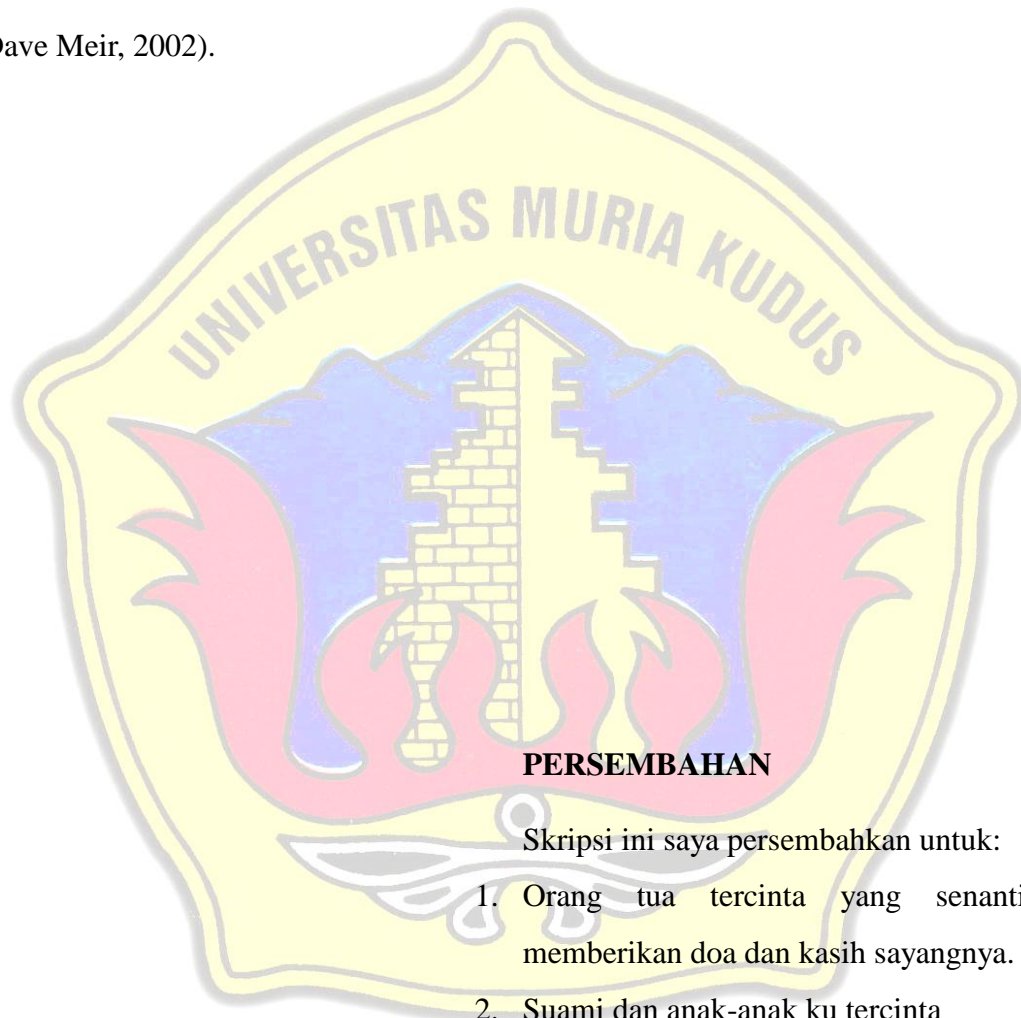 Dave Meir, 2002).
UNIVERSITAS MURIA KUDUS
PERSEMBAHAN
Skripsi ini saya persembahkan untuk:
1. Orang tua tercinta yang senanti
memberikan doa dan kasih sayangnya.
2. Suami dan anak-anak ku tercinta